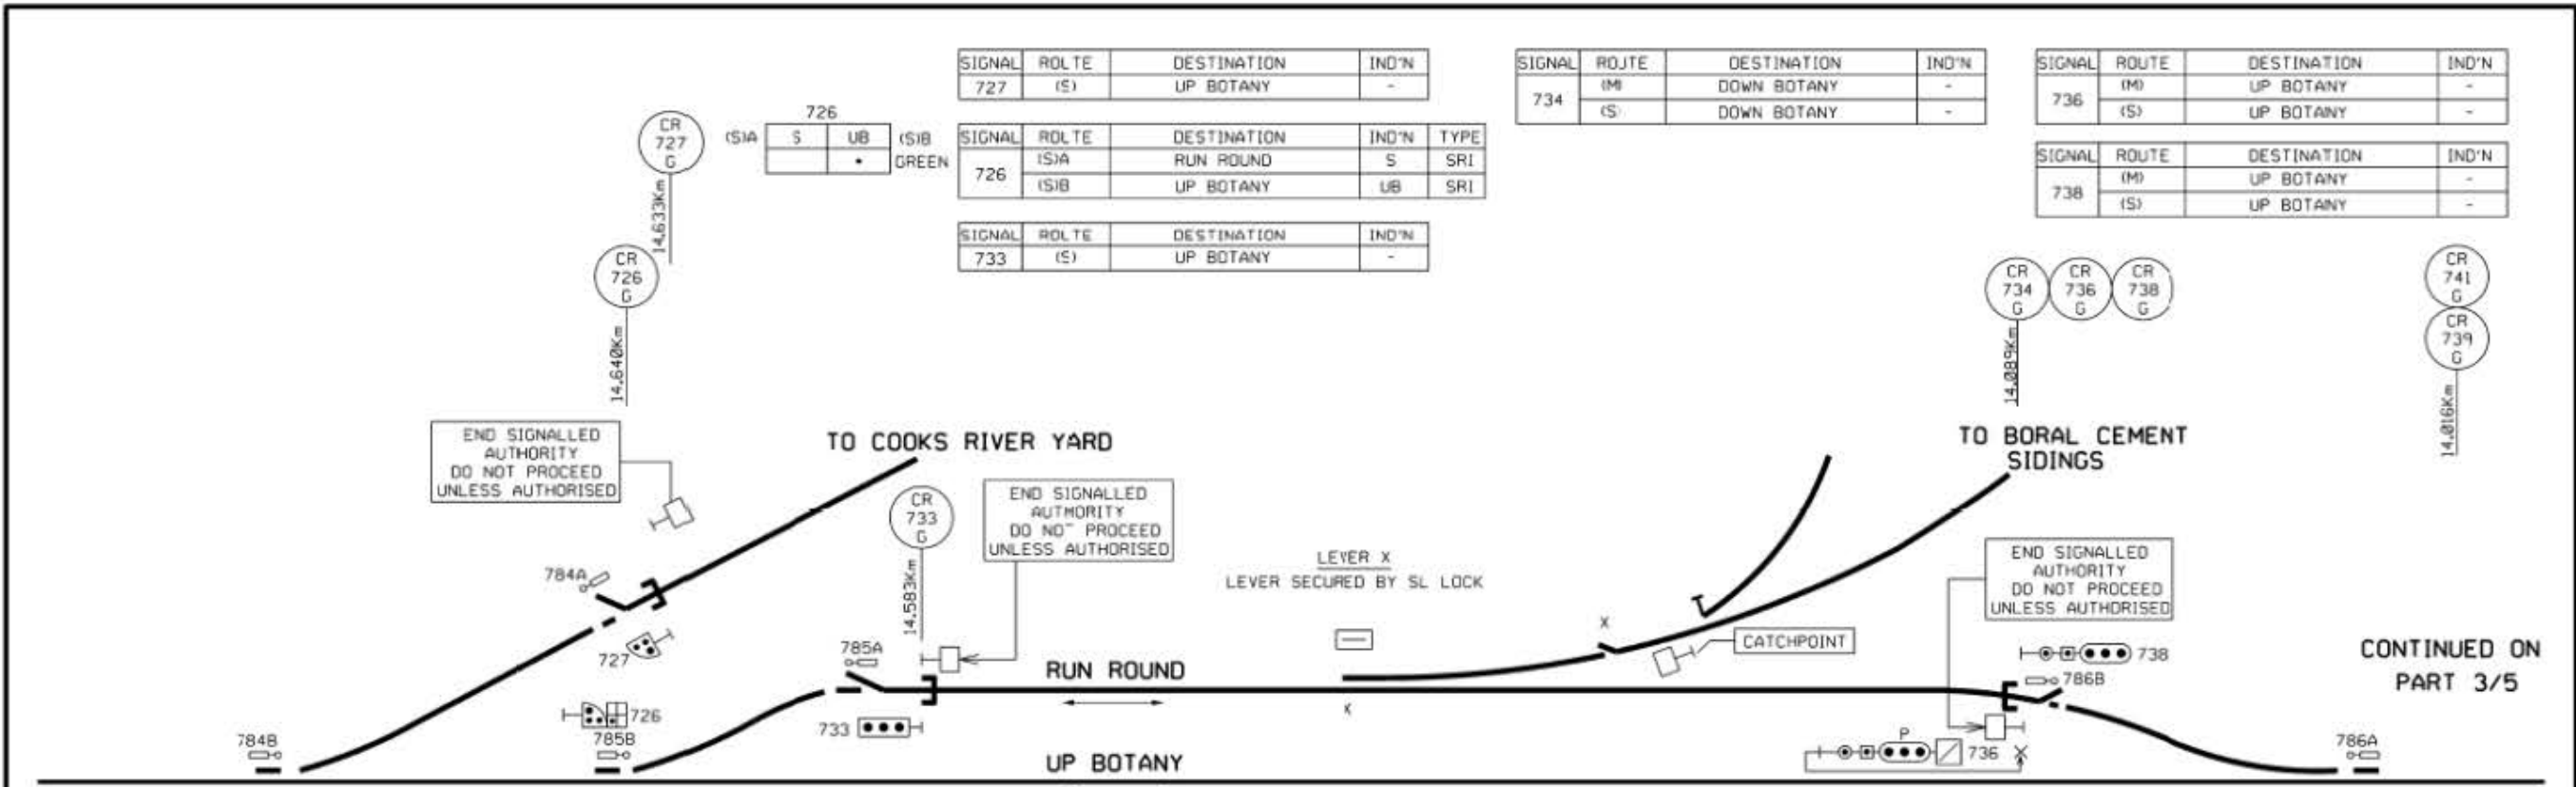 SIGNAL ROLTE DESTINATION IND'N
727 (S) UP BOTANY -
SIGNAL ROJTE DESTINATION IND'N
734 (M) DOWN BOTANY -
(S) DOWN BOTANY -
SIGNAL ROUTE DESTINATION IND'N
736 (M) UP BOTANY -
(S) UP BOTANY -
CR
727
G
14.633Km
726
(S)A S UB (S)B
• GREEN
SIGNAL ROLTE DESTINATION IND'N TYPE
726 (S)A RUN ROUND S SRI
(S)B UP BOTANY UB SRI
SIGNAL ROUTE DESTINATION IND'N
738 (M) UP BOTANY -
(S) UP BOTANY -
SIGNAL ROLTE DESTINATION IND'N
733 (S) UP BOTANY -
CR
726
G
14.640Km
CR
734
G
CR
736
G
CR
738
G
14.089Km
CR
741
G
CR
739
G
14.016Km
END SIGNALLED
AUTHORITY
DO NOT PROCEED
UNLESS AUTHORISED
TO COOKS RIVER YARD
TO BORAL CEMENT
SIDINGS
CR
733
G
14.583Km
END SIGNALLED
AUTHORITY
DO NOT PROCEED
UNLESS AUTHORISED
LEVER X
LEVER SECURED BY SL LOCK
END SIGNALLED
AUTHORITY
DO NOT PROCEED
UNLESS AUTHORISED
784A
727
785A
RUN ROUND
X
CATCHPOINT
738
786B
CONTINUED ON
PART 3/5
726
733
X
P
736
784B
785B
UP BOTANY
786A